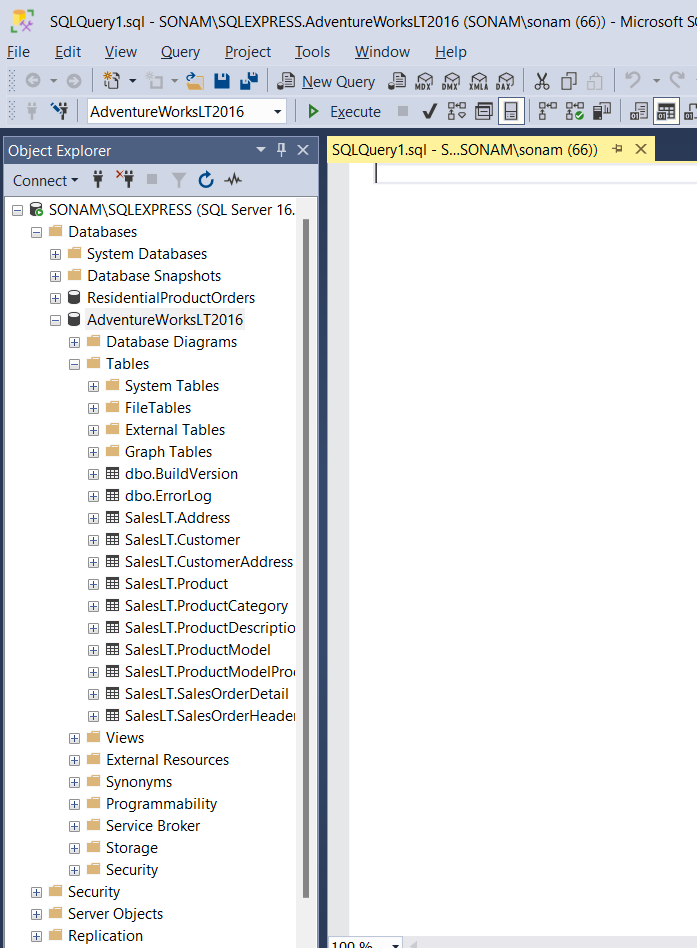 SQLQuery1.sql - SONAM\SQLEXPRESS.AdventureWorksLT2016 (SONAM\sonam (66)) - Microsoft SQ
File Edit View Query Project Tools Window Help
New Query MDX DMX XMLA DAX
AdventureWorksLT2016 Execute
Object Explorer
SQLQuery1.sql - S...SONAM\sonam (66))
Connect
SONAM\SQLEXPRESS (SQL Server 16.
Databases
System Databases
Database Snapshots
ResidentialProductOrders
AdventureWorksLT2016
Database Diagrams
Tables
System Tables
FileTables
External Tables
Graph Tables
dbo.BuildVersion
dbo.ErrorLog
SalesLT.Address
SalesLT.Customer
SalesLT.CustomerAddress
SalesLT.Product
SalesLT.ProductCategory
SalesLT.ProductDescriptio
SalesLT.ProductModel
SalesLT.ProductModelPro
SalesLT.SalesOrderDetail
SalesLT.SalesOrderHeader
Views
External Resources
Synonyms
Programmability
Service Broker
Storage
Security
Security
Server Objects
Replication
100 %